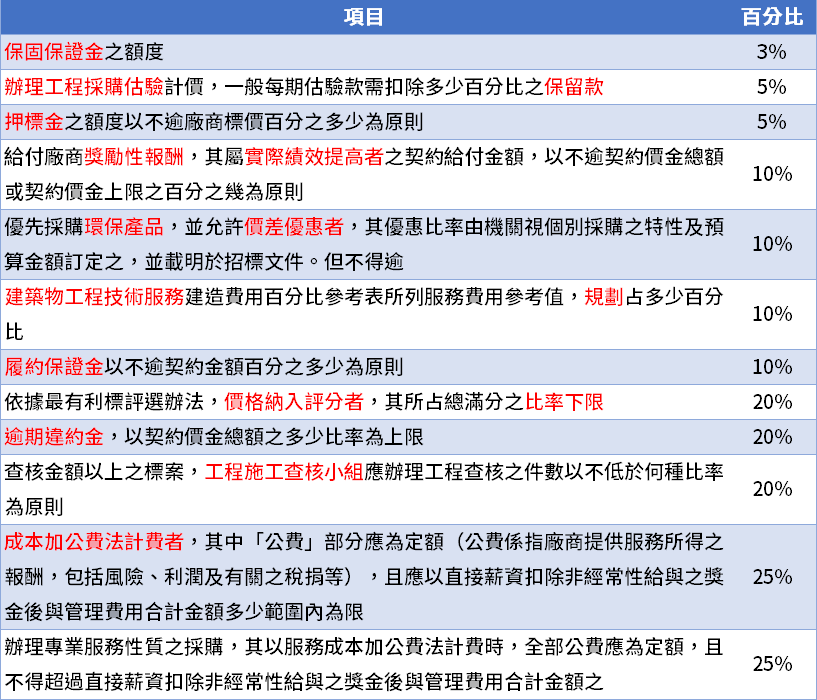 項目 百分比
保固保證金之額度 3%
辦理工程採購估驗計價，一般每期估驗款需扣除多少百分比之保留款 5%
押標金之額度以不逾廠商標價百分之多少為原則 5%
給付廠商獎勵性報酬，其屬實際績效提高者之契約給付金額，以不逾契約價金總額
或契約價金上限之百分之幾為原則 10%
優先採購環保產品，並允許價差優惠者，其優惠比率由機關視個別採購之特性及預
算金額訂定之，並載明於招標文件。但不得逾 10%
建築物工程技術服務建造費用百分比參考表所列服務費用參考值，規劃占多少百分
比 10%
履約保證金以不逾契約金額百分之多少為原則 10%
依據最有利標評選辦法，價格納入評分者，其所占總滿分之比率下限 20%
逾期違約金，以契約價金總額之多少比率為上限 20%
查核金額以上之標案，工程施工查核小組應辦理工程查核之件數以不低於何種比率
為原則 20%
成本加公費法計費者，其中「公費」部分應為定額（公費係指廠商提供服務所得之
報酬，包括風險、利潤及有關之稅捐等），且應以直接薪資扣除非經常性給與之獎
金後與管理費用合計金額多少範圍內為限 25%
辦理專業服務性質之採購，其以服務成本加公費法計費時，全部公費應為定額，且
不得超過直接薪資扣除非經常性給與之獎金後與管理費用合計金額之 25%